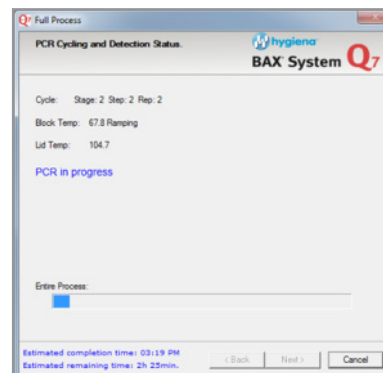 Q7 Full Process
PCR Cycling and Detection Status.
hygiena
BAX System Q7
Cycle: Stage: 2 Step: 2 Rep: 2
Block Temp: 67.8 Ramping
Lid Temp: 104.7
PCR in progress
Entire Process:
Estimated completion time: 03:19 PM
Estimated remaining time: 2h 25min.
< Back Next > Cancel